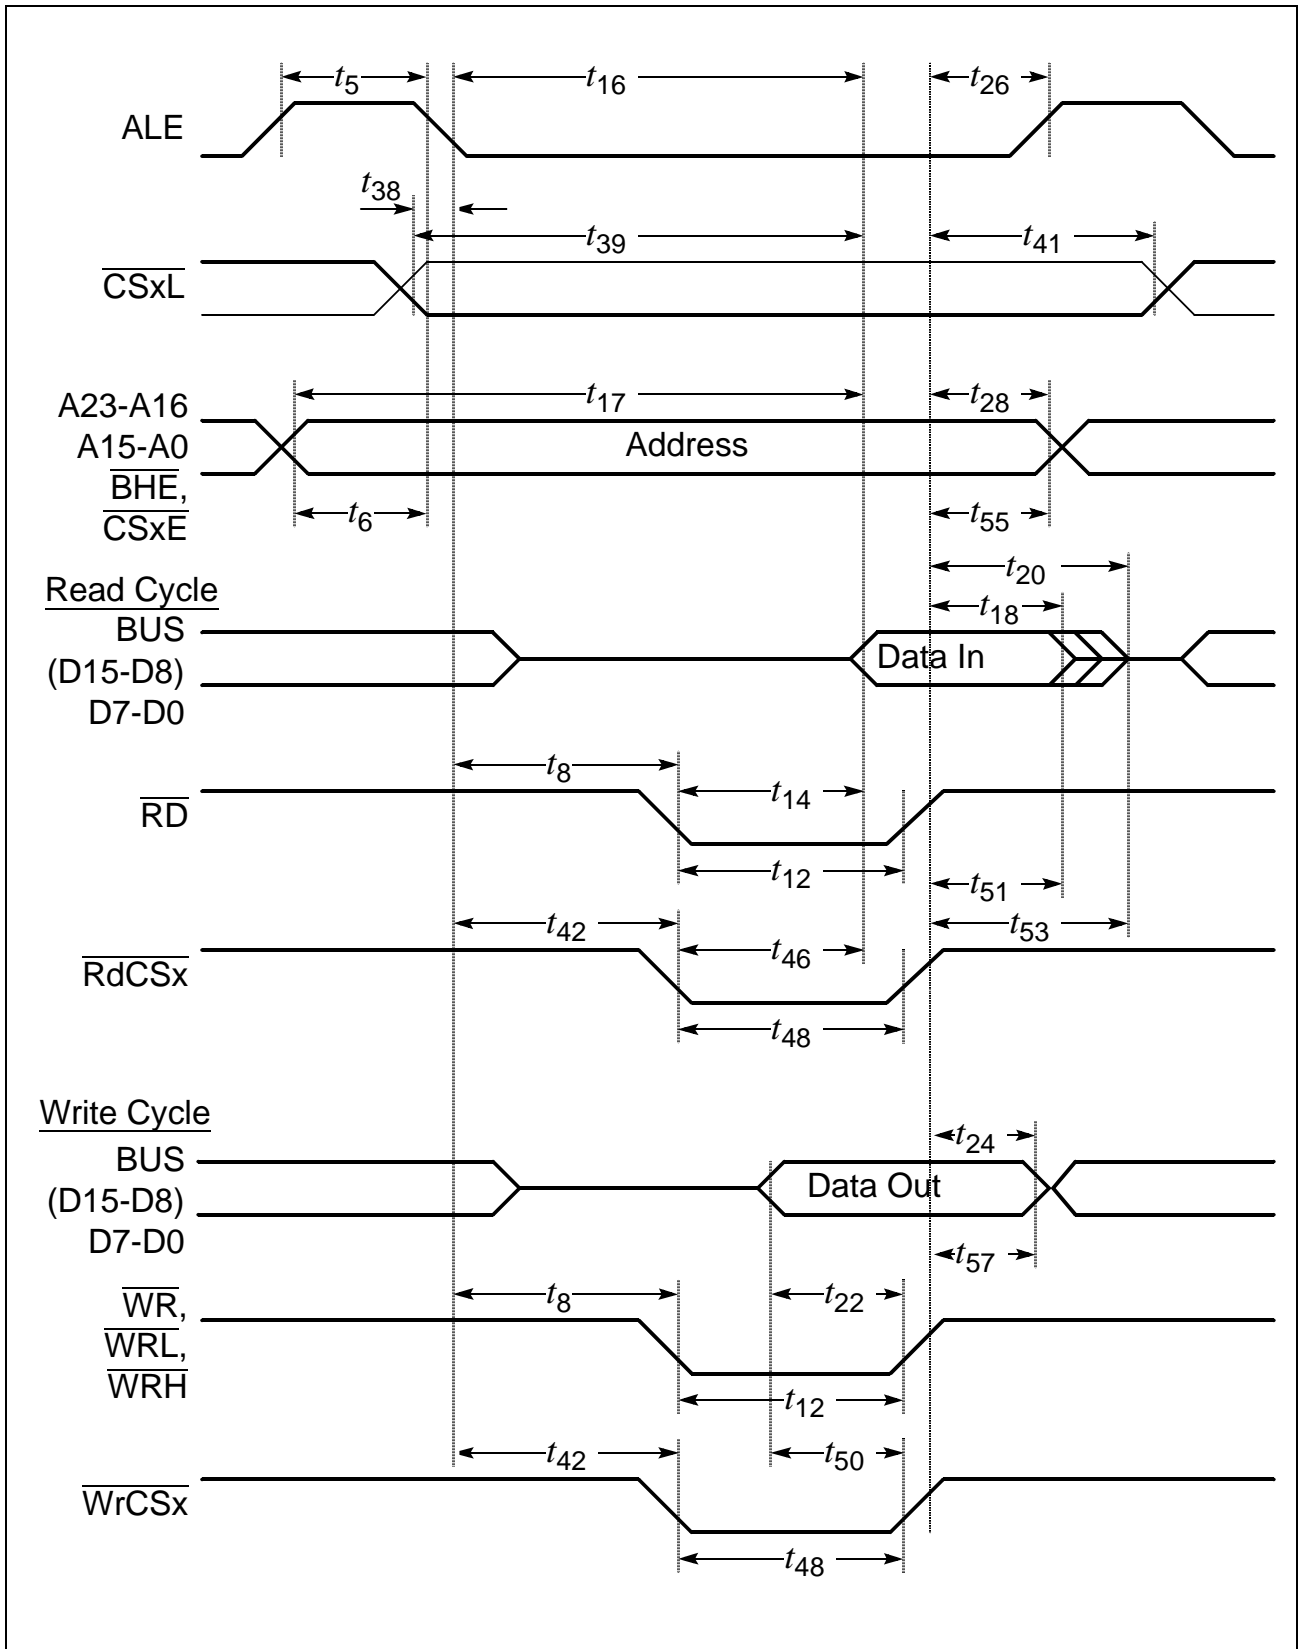 t5
t16
t26
ALE
t38
t39
t41
CSxL
A23-A16
t17
t28
A15-A0
Address
BHE,
CSxE
t6
t55
t20
Read Cycle
t18
BUS
Data In
(D15-D8)
D7-D0
t8
t14
RD
t12
t51
t42
t53
t46
RdCSx
t48
Write Cycle
t24
BUS
Data Out
(D15-D8)
D7-D0
t57
WR,
t8
t22
WRL,
WRH
t12
t42
t50
WrCSx
t48